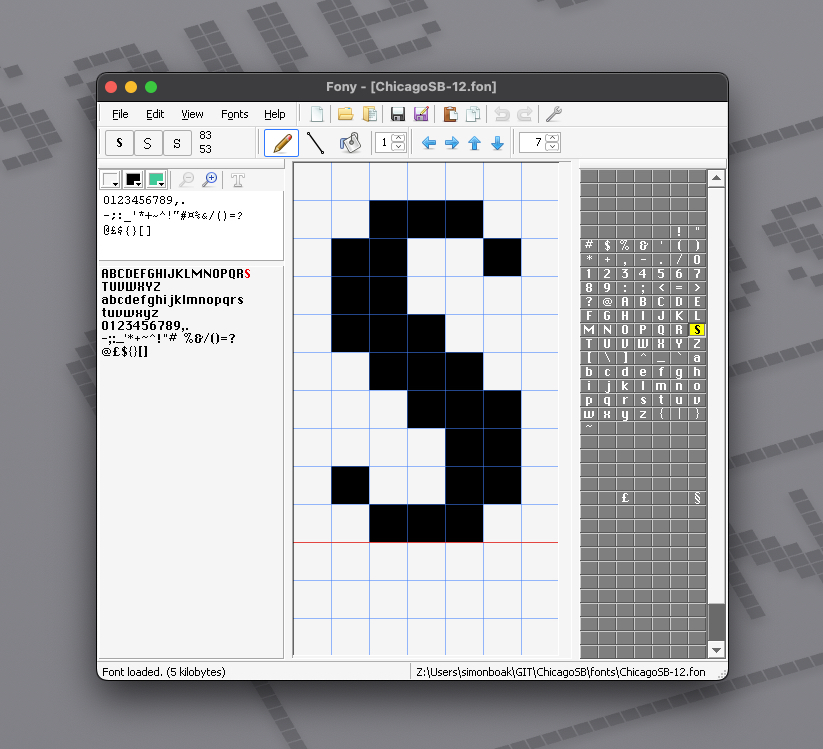 Fony - [ChicagoSB-12.fon]
File Edit View Fonts Help
S S S 83 1 7
53
T
0123456789,.
-;:_'*+~^!"#¤%&/()=?
@£${}[]
ABCDEFGHIJKLMNOPQRS
TUVWXYZ
abcdefghijklmnopqrs
tuvwxyz
0123456789,.
-;:_'*+~^!"# %&/()=?
@£${}[]
! "
# $ % & ' ( )
* + , - . / 0
1 2 3 4 5 6 7
8 9 : ; < = >
? @ A B C D E
F G H I J K L
M N O P Q R S
T U V W X Y Z
[ \ ] ^ _ ` a
b c d e f g h
i j k l m n o
p q r s t u v
w x y z { | }
~
£ §
S
Font loaded. (5 kilobytes) Z:\Users\simonboak\GIT\ChicagoSB\fonts\ChicagoSB-12.fon